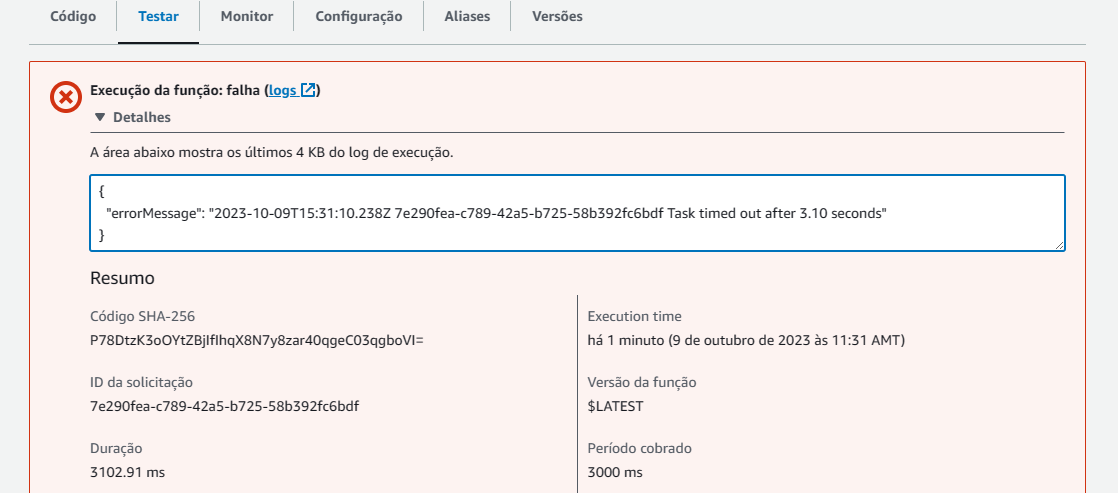 Código Testar Monitor Configuração Aliases Versões
Execução da função: falha (logs)
▼ Detalhes
A área abaixo mostra os últimos 4 KB do log de execução.
{
"errorMessage": "2023-10-09T15:31:10.238Z 7e290fea-c789-42a5-b725-58b392fc6bdf Task timed out after 3.10 seconds"
}
Resumo
Código SHA-256
P78DtzK3oOYtZBjIfIhqX8N7y8zar40qgeC03qgboVI=
Execution time
há 1 minuto (9 de outubro de 2023 às 11:31 AMT)
ID da solicitação
7e290fea-c789-42a5-b725-58b392fc6bdf
Versão da função
$LATEST
Duração
3102.91 ms
Período cobrado
3000 ms